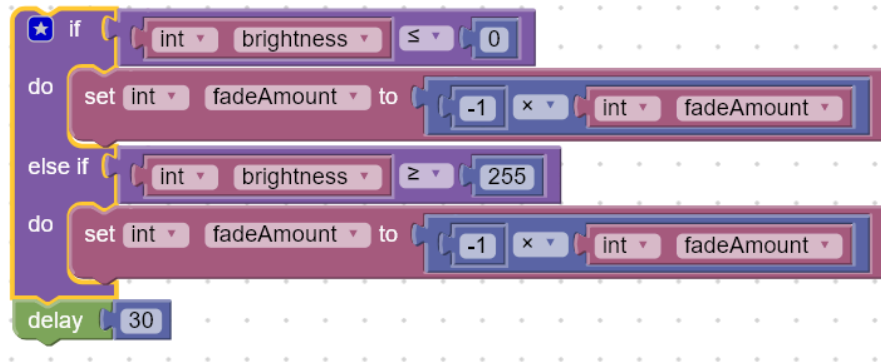 if int brightness ≤ 0
do set int fadeAmount to -1 × int fadeAmount
else if int brightness ≥ 255
do set int fadeAmount to -1 × int fadeAmount
delay 30